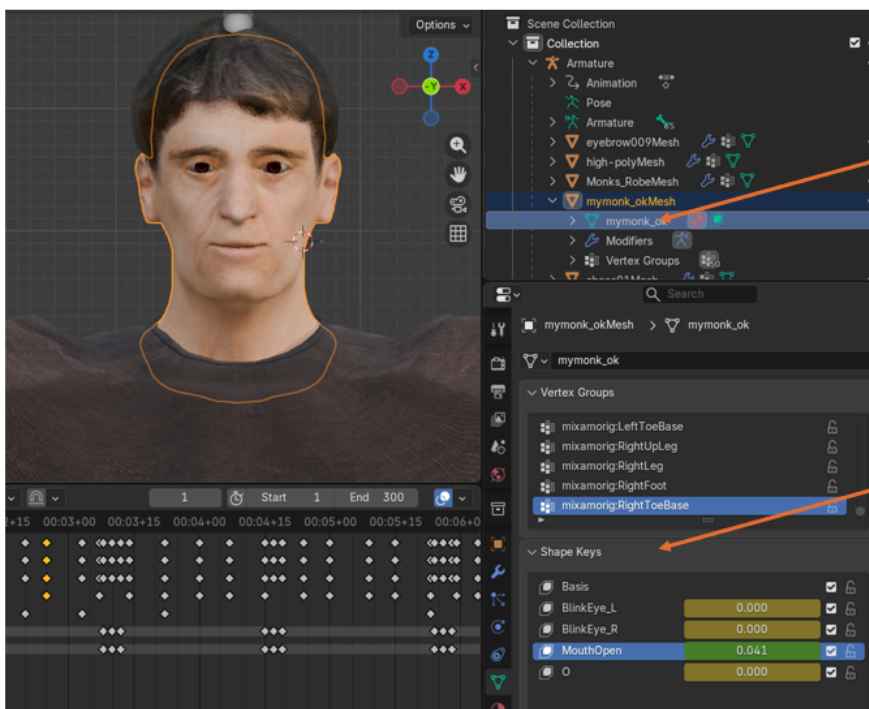 Options
Z
-Y
X
Scene Collection
Collection
Armature
Animation
Pose
Armature
65
eyebrow009Mesh
high-polyMesh
Monks_RobeMesh
mymonk_okMesh
mymonk_ok
Modifiers
Vertex Groups
50
Search
mymonk_okMesh > mymonk_ok
mymonk_ok
Vertex Groups
mixamorig:LeftToeBase
mixamorig:RightUpLeg
mixamorig:RightLeg
mixamorig:RightFoot
mixamorig:RightToeBase
Shape Keys
Basis
BlinkEye_L 0.000
BlinkEye_R 0.000
MouthOpen 0.041
O 0.000
1 Start 1 End 300
2+15 00:03+00 00:03+15 00:04+00 00:04+15 00:05+00 00:05+15 00:06+0